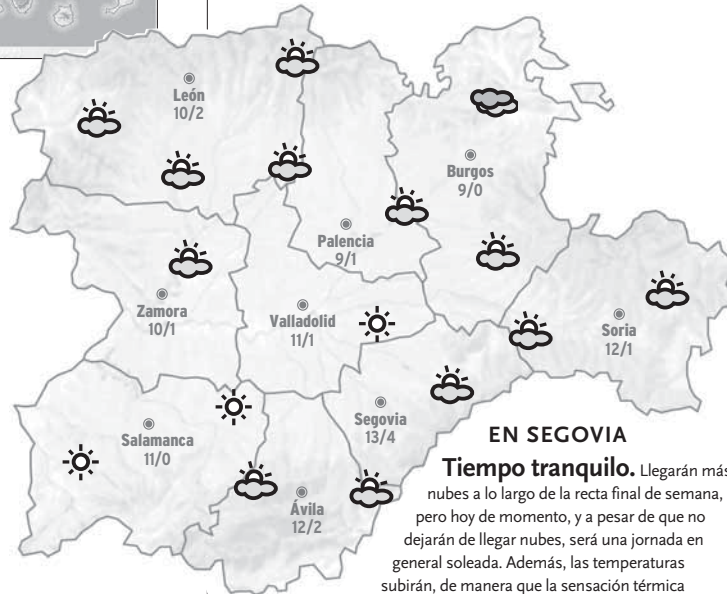 León
10/2
Burgos
9/0
Palencia
9/1
Zamora
10/1
Valladolid
11/1
Soria
12/1
Segovia
13/4
Salamanca
11/0
Ávila
12/2
EN SEGOVIA
Tiempo tranquilo. Llegarán más
nubes a lo largo de la recta final de semana,
pero hoy de momento, y a pesar de que no
dejarán de llegar nubes, será una jornada en
general soleada. Además, las temperaturas
subirán, de manera que la sensación térmica